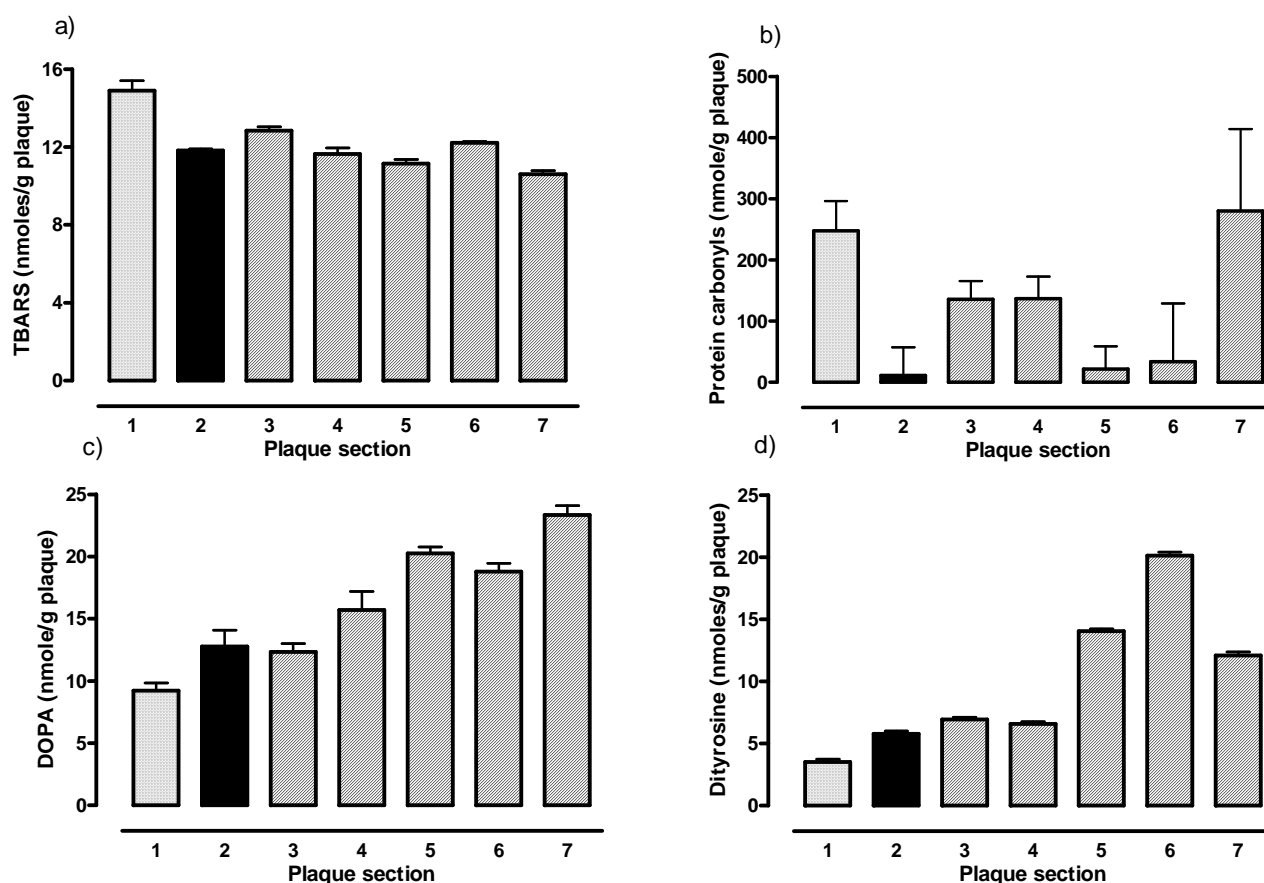 a)
TBARS (nmoles/g plaque)
16
12
8
4
0
1 2 3 4 5 6 7
Plaque section
b)
Protein carbonyls (nmole/g plaque)
500
400
300
200
100
0
1 2 3 4 5 6 7
Plaque section
c)
DOPA (nmole/g plaque)
25
20
15
10
5
0
1 2 3 4 5 6 7
Plaque section
d)
Dityrosine (nmoles/g plaque)
25
20
15
10
5
0
1 2 3 4 5 6 7
Plaque section